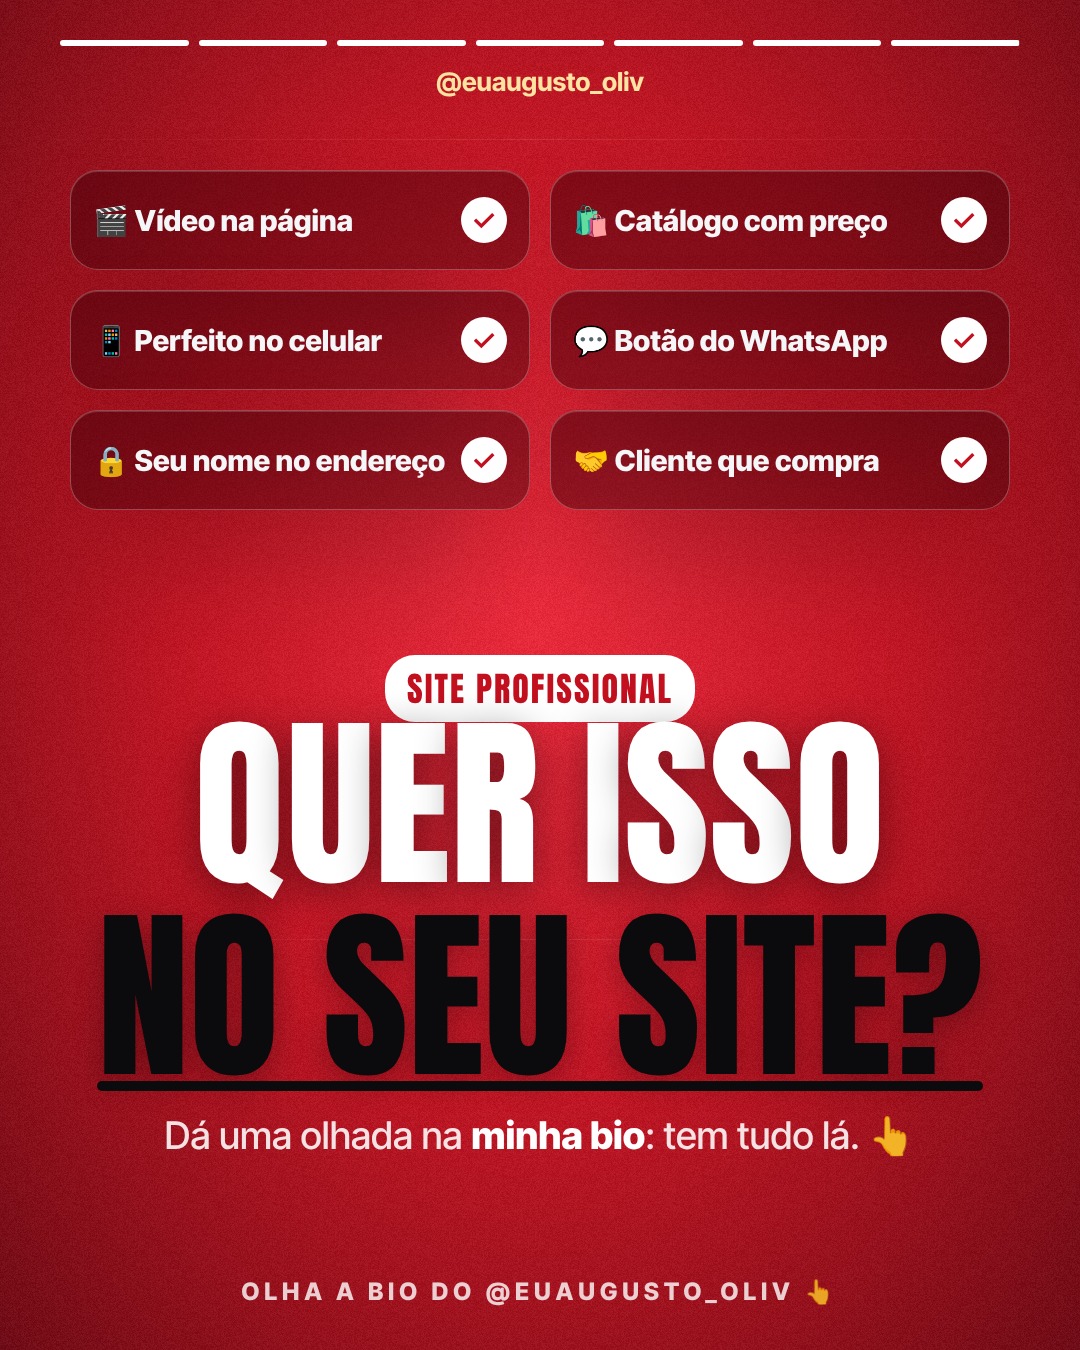 @euaugusto_oliv
🎬 Vídeo na página
🛍️ Catálogo com preço
📱 Perfeito no celular
💬 Botão do WhatsApp
🔒 Seu nome no endereço
🤝 Cliente que compra
SITE PROFISSIONAL
QUER ISSO
NO SEU SITE?
Dá uma olhada na minha bio: tem tudo lá. 👆
OLHA A BIO DO @EUAUGUSTO_OLIV 👆